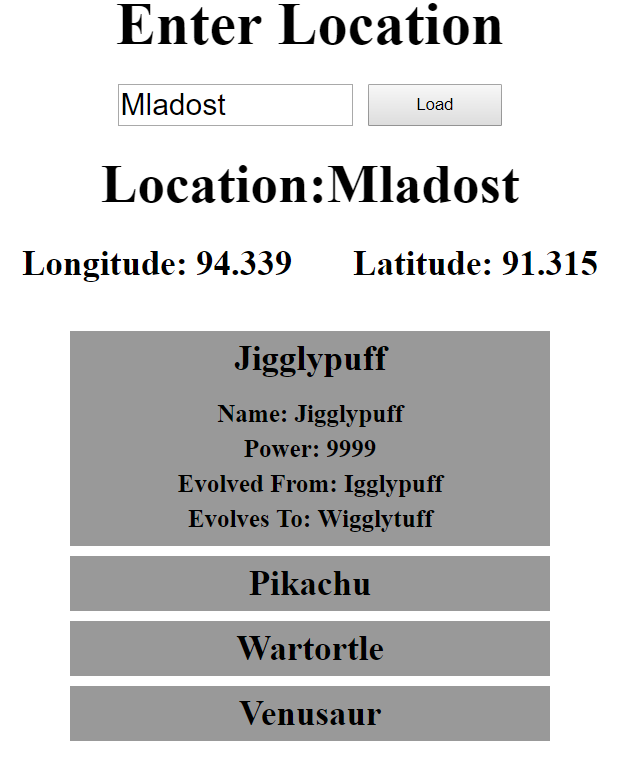 Enter Location
Mladost Load
Location:Mladost
Longitude: 94.339 Latitude: 91.315
Jigglypuff
Name: Jigglypuff
Power: 9999
Evolved From: Igglypuff
Evolves To: Wigglytuff
Pikachu
Wartortle
Venusaur